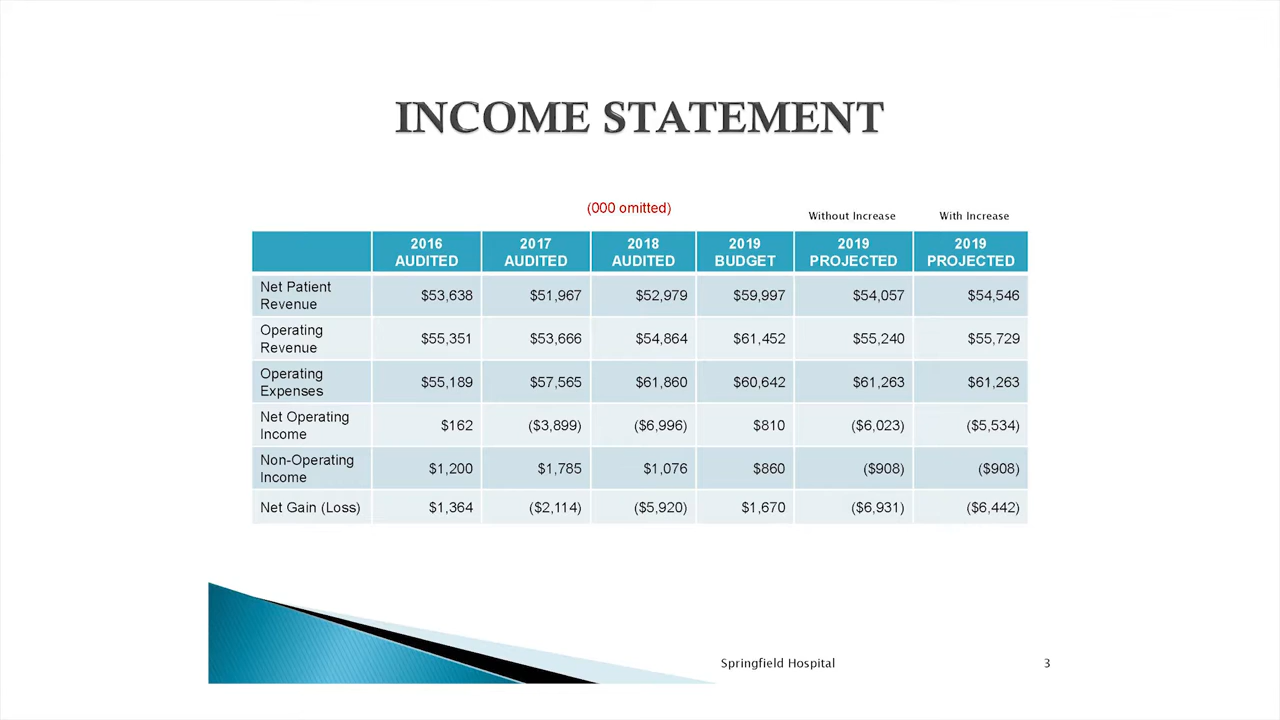 INCOME STATEMENT
(000 omitted)
Without Increase With Increase
2016 AUDITED 2017 AUDITED 2018 AUDITED 2019 BUDGET 2019 PROJECTED 2019 PROJECTED
Net Patient Revenue $53,638 $51,967 $52,979 $59,997 $54,057 $54,546
Operating Revenue $55,351 $53,666 $54,864 $61,452 $55,240 $55,729
Operating Expenses $55,189 $57,565 $61,860 $60,642 $61,263 $61,263
Net Operating Income $162 ($3,899) ($6,996) $810 ($6,023) ($5,534)
Non-Operating Income $1,200 $1,785 $1,076 $860 ($908) ($908)
Net Gain (Loss) $1,364 ($2,114) ($5,920) $1,670 ($6,931) ($6,442)
Springfield Hospital 3